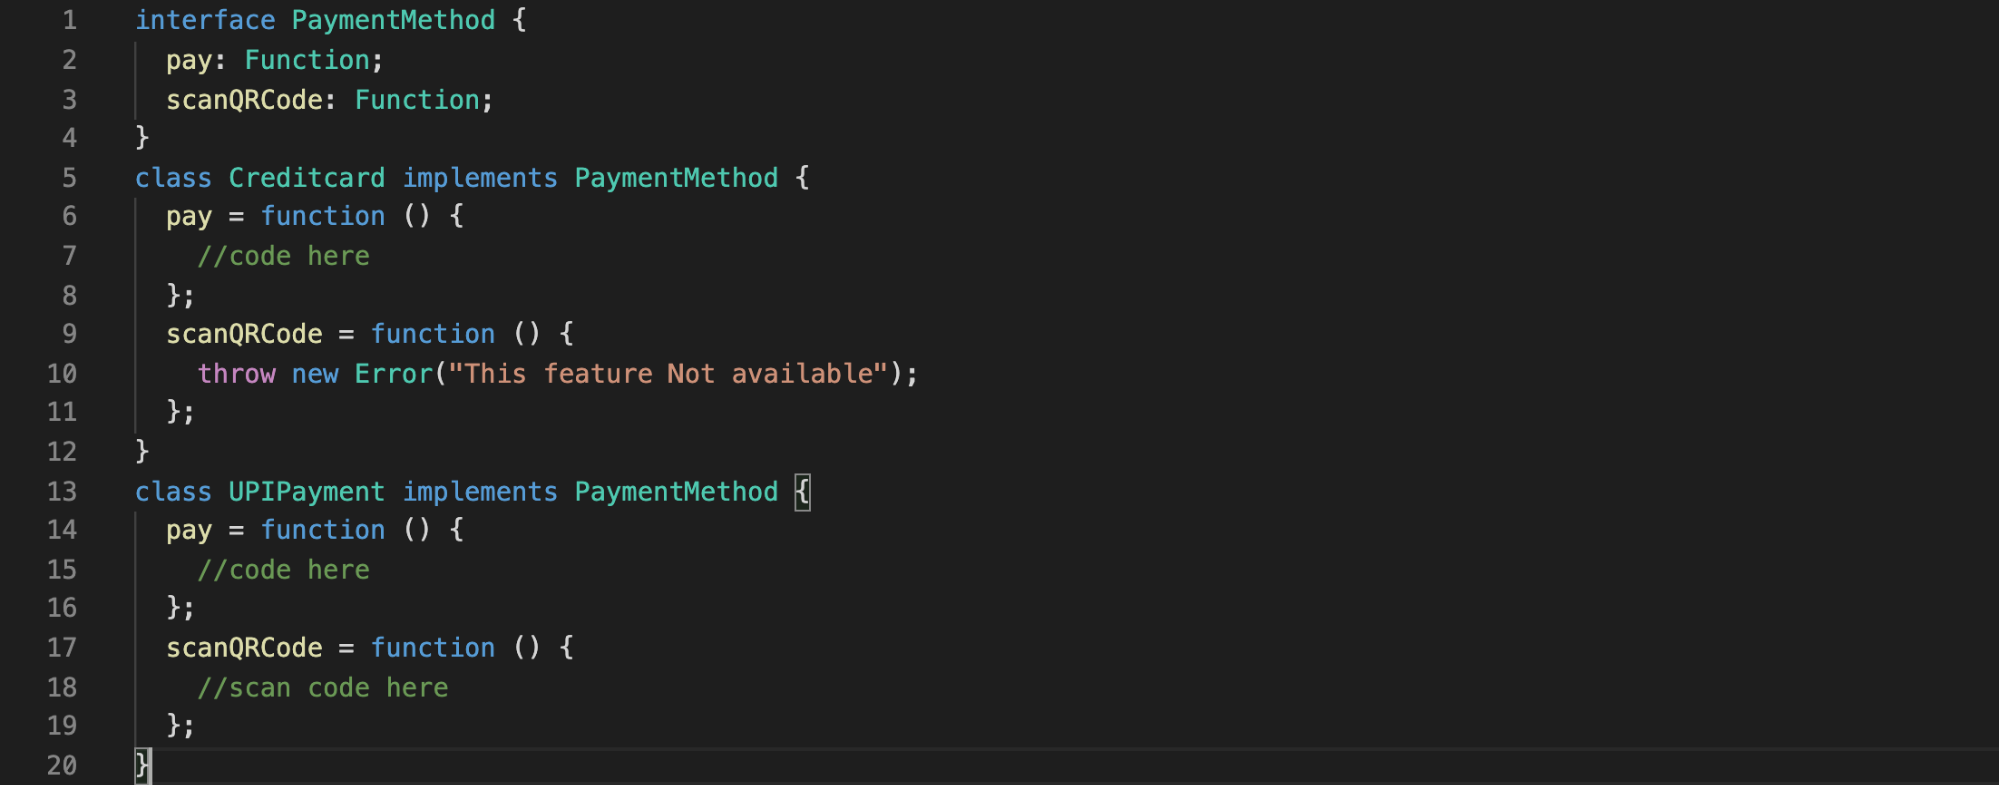 1 interface PaymentMethod {
2 pay: Function;
3 scanQRCode: Function;
4 }
5 class Creditcard implements PaymentMethod {
6 pay = function () {
7 //code here
8 };
9 scanQRCode = function () {
10 throw new Error("This feature Not available");
11 };
12 }
13 class UPIPayment implements PaymentMethod {
14 pay = function () {
15 //code here
16 };
17 scanQRCode = function () {
18 //scan code here
19 };
20 }